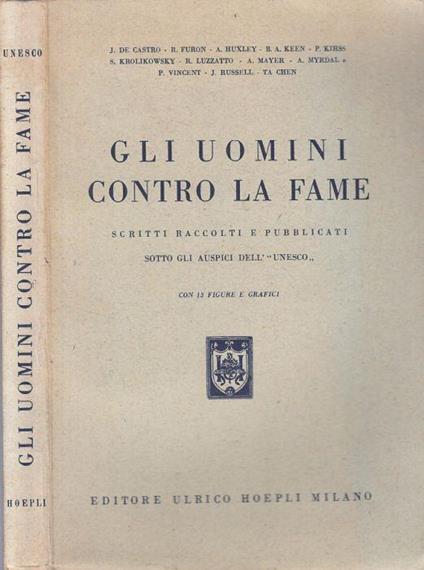 UNESCO
GLI UOMINI CONTRO LA FAME
HOEPLI
J. DE CASTRO - R. FURON - A. HUXLEY - B. A. KEEN - P. KIHSS
S. KROLIKOWSKY - R. LUZZATTO - A. MAYER - A. MYRDAL e
P. VINCENT - J. RUSSELL - TA CHEN
GLI UOMINI
CONTRO LA FAME
SCRITTI RACCOLTI E PUBBLICATI
SOTTO GLI AUSPICI DELL' "UNESCO„
CON 13 FIGURE E GRAFICI
EDITORE ULRICO HOEPLI MILANO